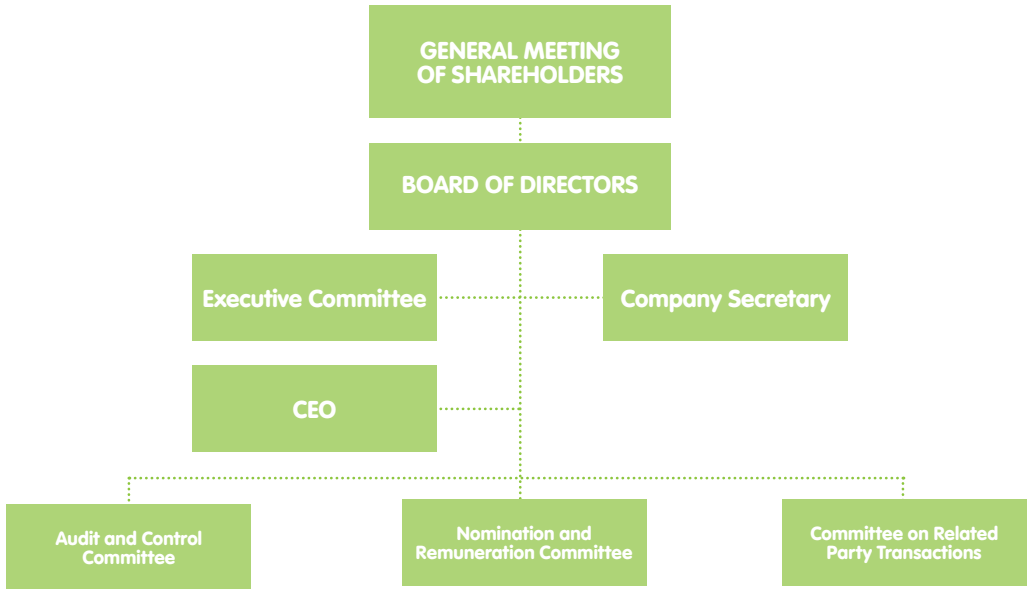 GENERAL MEETING
OF SHAREHOLDERS
BOARD OF DIRECTORS
Executive Committee
Company Secretary
CEO
Audit and Control
Committee
Nomination and
Remuneration Committee
Committee on Related
Party Transactions